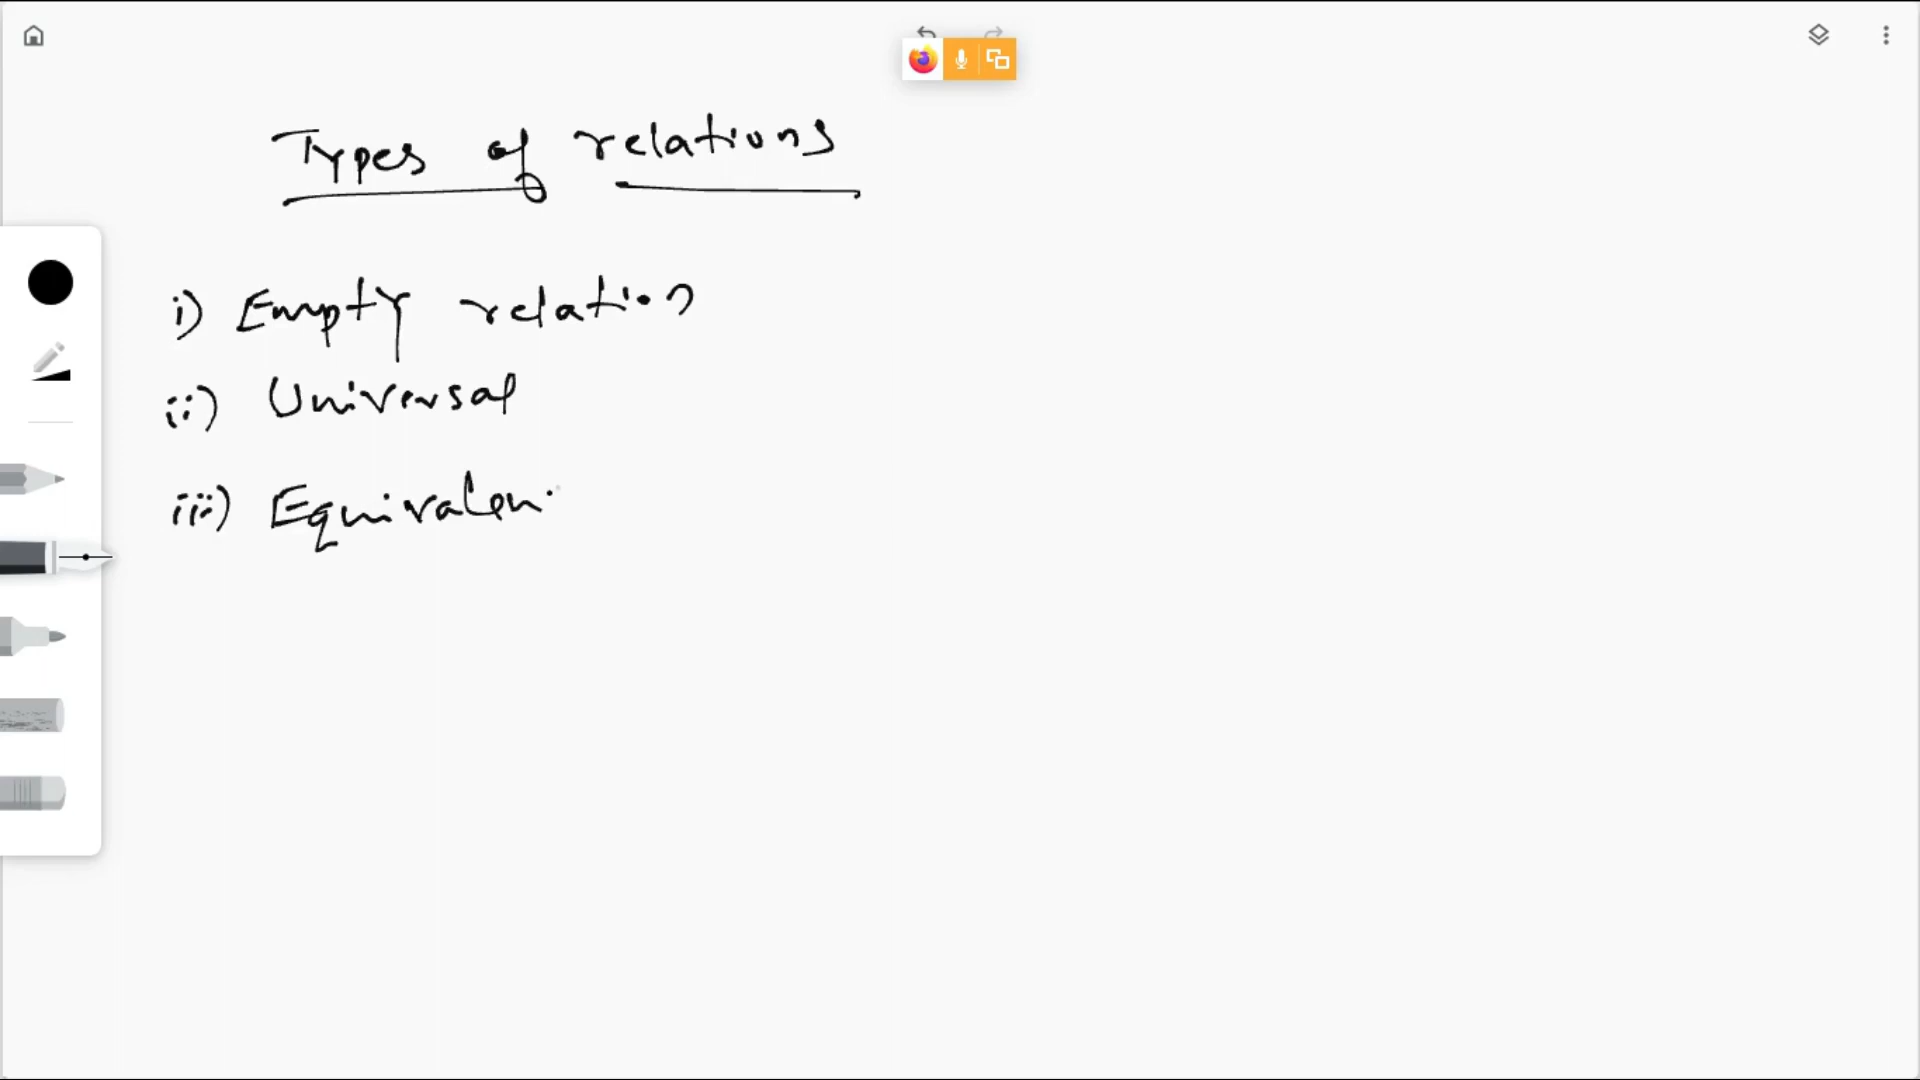 Types of relations
i) Empty relation
ii) Universal
iii) Equivalen